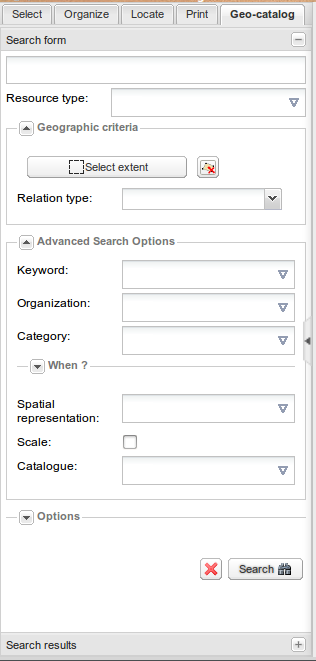 Select Organize Locate Print Geo-catalog
Search form
Resource type:
Geographic criteria
Select extent
Relation type:
Advanced Search Options
Keyword:
Organization:
Category:
When ?
Spatial
representation:
Scale:
Catalogue:
Options
Search
Search results